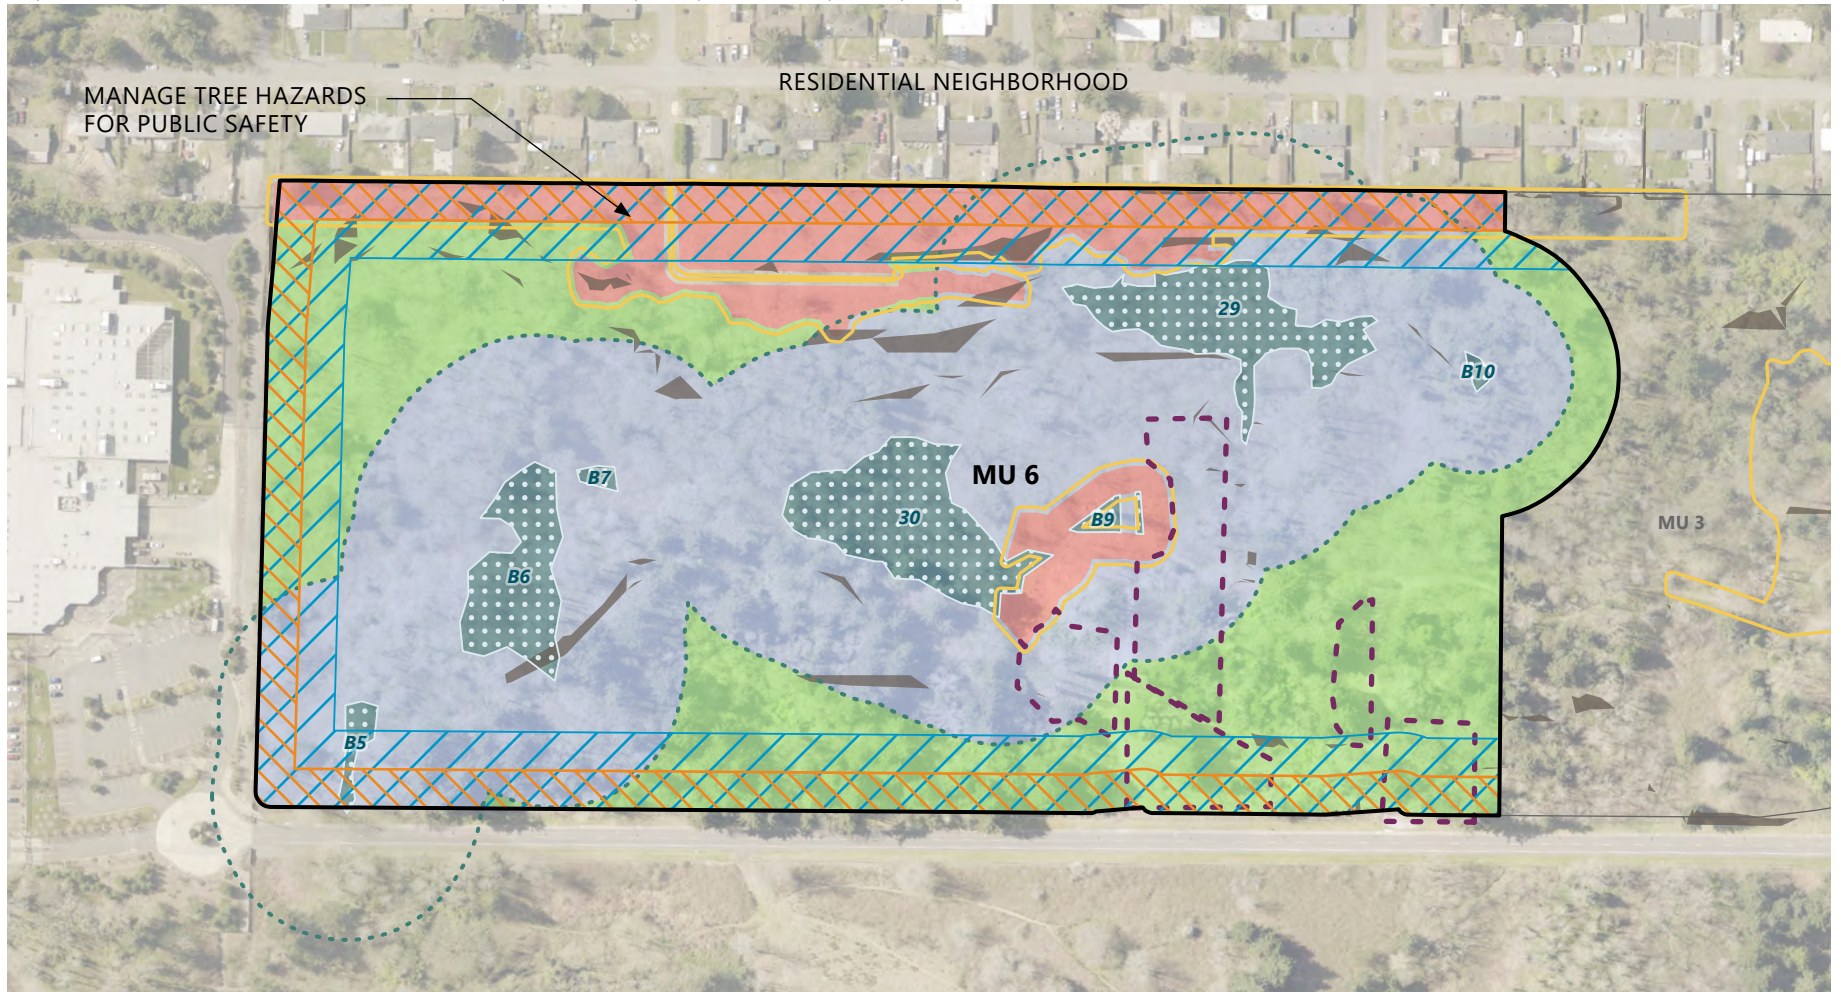 RESIDENTIAL NEIGHBORHOOD
MANAGE TREE HAZARDS
FOR PUBLIC SAFETY
29
B10
MU 6
B7
30
B9
MU 3
B6
B5